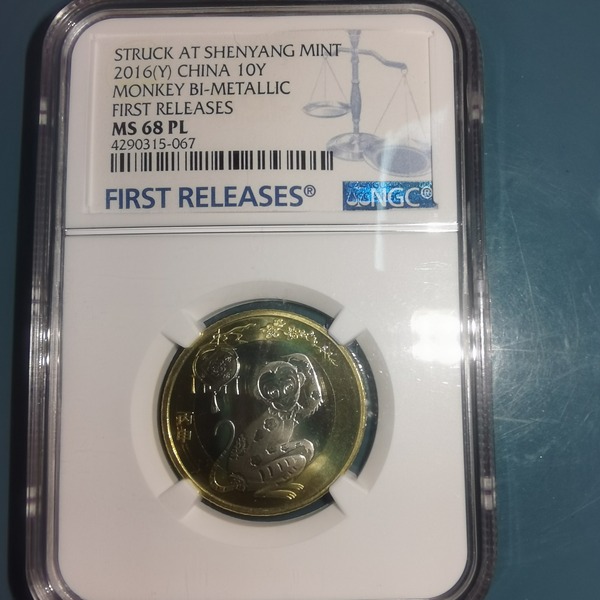 STRUCK AT SHENYANG MINT
2016(Y) CHINA 10Y
MONKEY BI-METALLIC
FIRST RELEASES
MS 68 PL
4290315-067
FIRST RELEASES®
NGC®